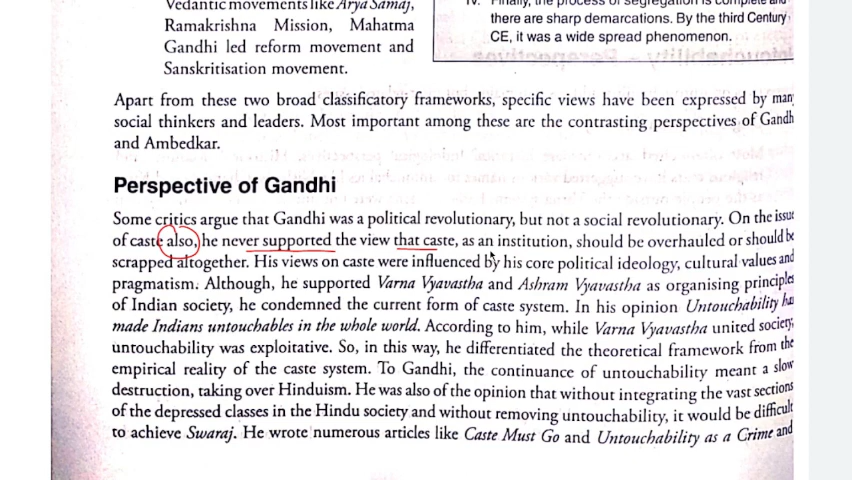 Vedantic movements like Arya Samaj,
Ramakrishna Mission, Mahatma
Gandhi led reform movement and
Sanskritisation movement.
iv. Finally, the process of segregation is complete and
there are sharp demarcations. By the third Century
CE, it was a wide spread phenomenon.
Apart from these two broad classificatory frameworks, specific views have been expressed by man
social thinkers and leaders. Most important among these are the contrasting perspectives of Gandh
and Ambedkar.
Perspective of Gandhi
Some critics argue that Gandhi was a political revolutionary, but not a social revolutionary. On the issue
of caste also, he never supported the view that caste, as an institution, should be overhauled or should be
scrapped altogether. His views on caste were influenced by his core political ideology, cultural values and
pragmatism. Although, he supported Varna Vyavastha and Ashram Vyavastha as organising principles
of Indian society, he condemned the current form of caste system. In his opinion Untouchability has
made Indians untouchables in the whole world. According to him, while Varna Vyavastha united society,
untouchability was exploitative. So, in this way, he differentiated the theoretical framework from the
empirical reality of the caste system. To Gandhi, the continuance of untouchability meant a slow
destruction, taking over Hinduism. He was also of the opinion that without integrating the vast sections
of the depressed classes in the Hindu society and without removing untouchability, it would be difficult
to achieve Swaraj. He wrote numerous articles like Caste Must Go and Untouchability as a Crime and